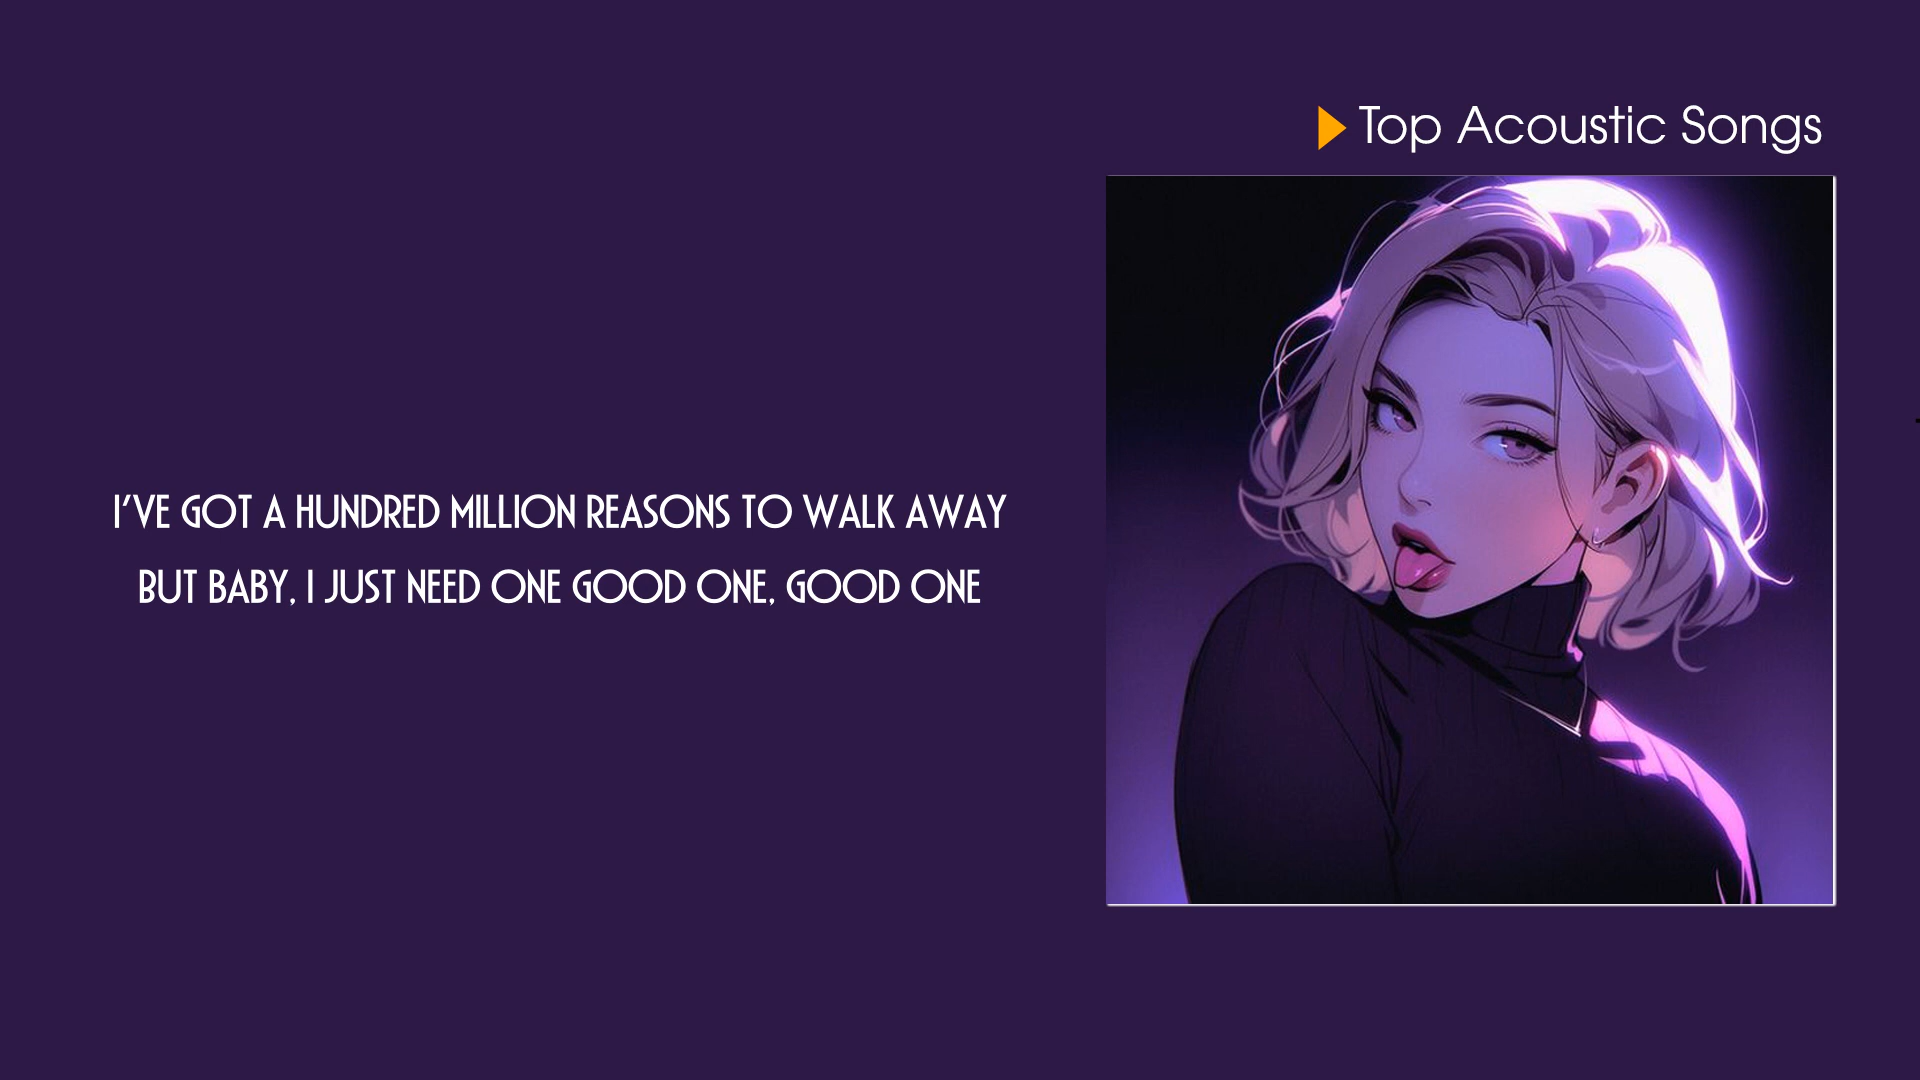 Top Acoustic Songs
I'VE GOT A HUNDRED MILLION REASONS TO WALK AWAY
BUT BABY, I JUST NEED ONE GOOD ONE, GOOD ONE